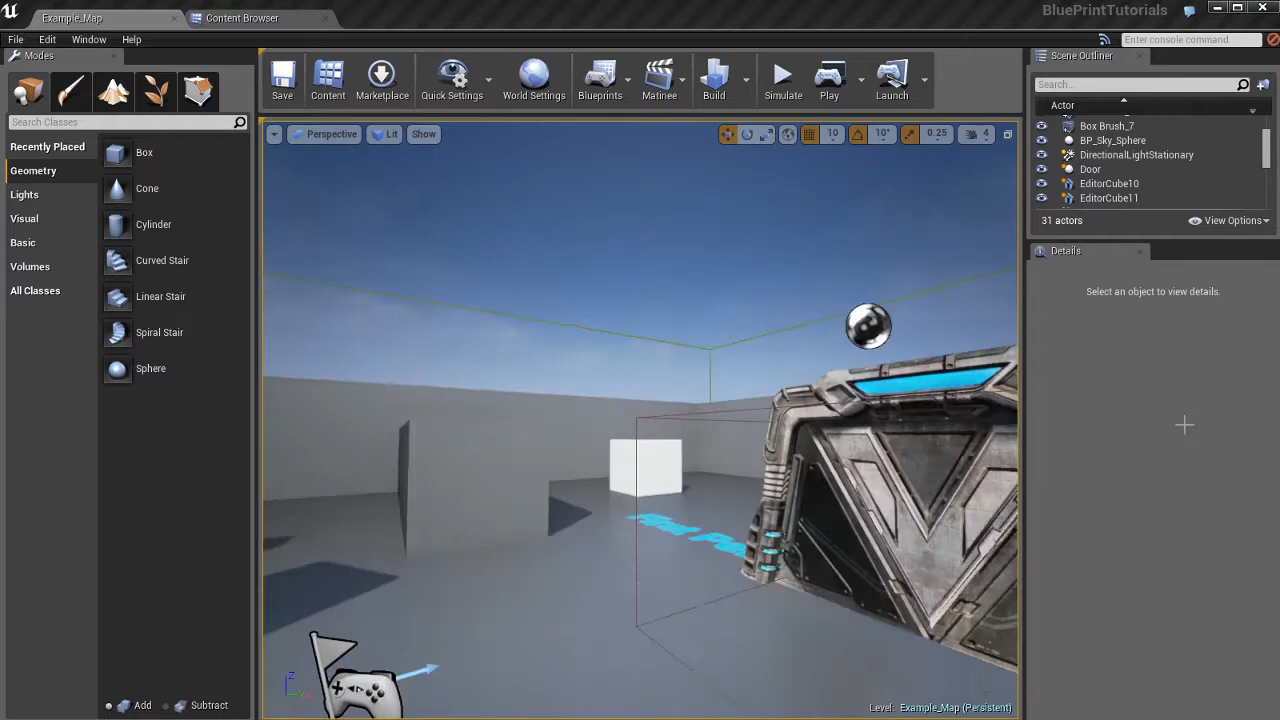 Example_Map
Content Browser
BluePrintTutorials
File Edit Window Help
Enter console command
Modes
Search Classes
Recently Placed
Geometry
Lights
Visual
Basic
Volumes
All Classes
Box
Cone
Cylinder
Curved Stair
Linear Stair
Spiral Stair
Sphere
Add Subtract
Save Content Marketplace Quick Settings World Settings Blueprints Matinee Build Simulate Play Launch
Perspective Lit Show
10 10° 0.25 4
Z
Level: Example_Map (Persistent)
Scene Outliner
Search...
Actor
Box Brush_7
BP_Sky_Sphere
DirectionalLightStationary
Door
EditorCube10
EditorCube11
31 actors View Options
Details
Select an object to view details.